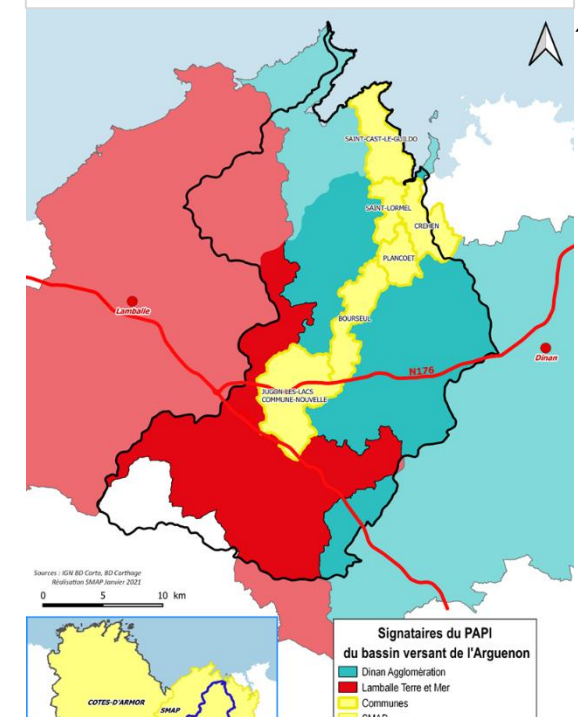 SAINT-CAST-LE-GUILDO
SAINT-LORMEL
CREHEN
PLANCOET
BOURSEUL
Lamballe
Dinan
N176
JUGON-LES-LACS
COMMUNE-NOUVELLE
Sources : IGN BD Carto, BD Carthage
Réalisation SMAP Janvier 2021
0 5 10 km
Signataires du PAPI
du bassin versant de l'Arguenon
Dinan Agglomération
Lamballe Terre et Mer
Communes
SMAP
COTES-D'ARMOR
SMAP